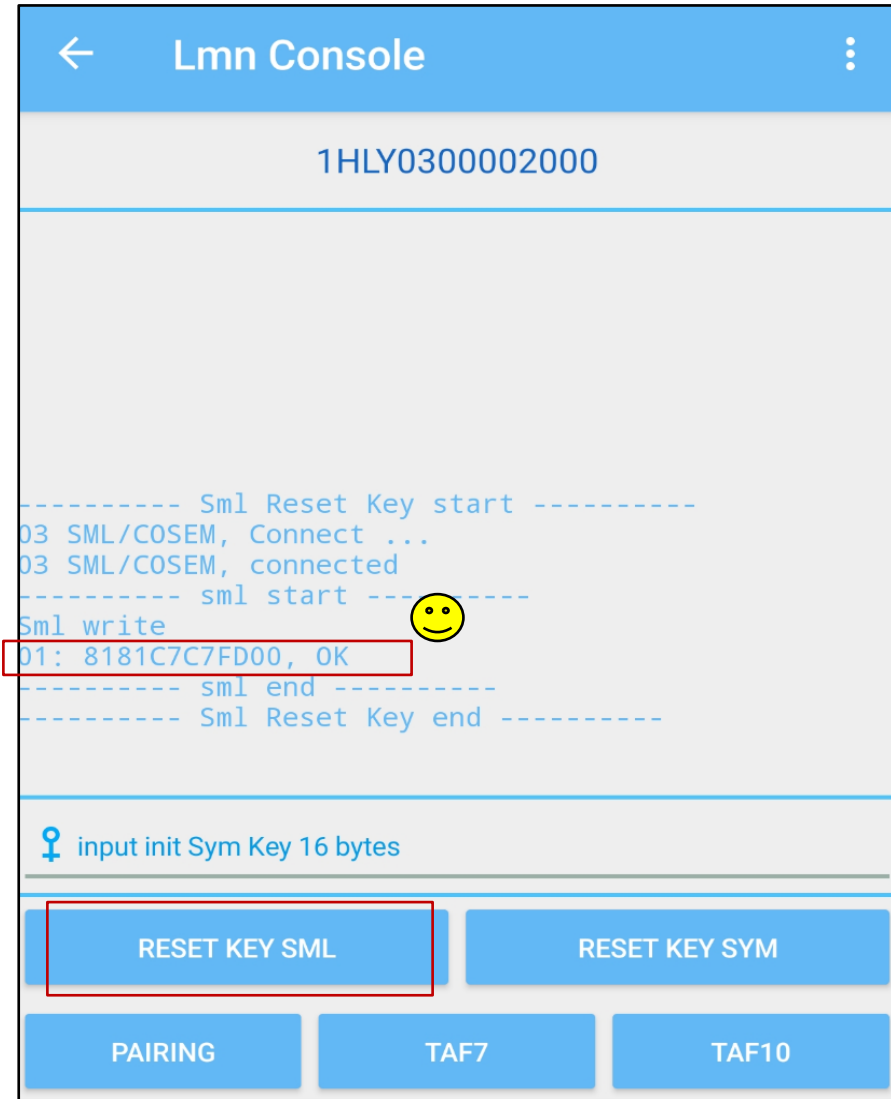 Lmn Console
1HLY0300002000
---------- Sml Reset Key start ----------
03 SML/COSEM, Connect ...
03 SML/COSEM, connected
---------- sml start ----------
Sml write
01: 8181C7C7FD00, OK
---------- sml end ----------
---------- Sml Reset Key end ----------
input init Sym Key 16 bytes
RESET KEY SML RESET KEY SYM
PAIRING TAF7 TAF10